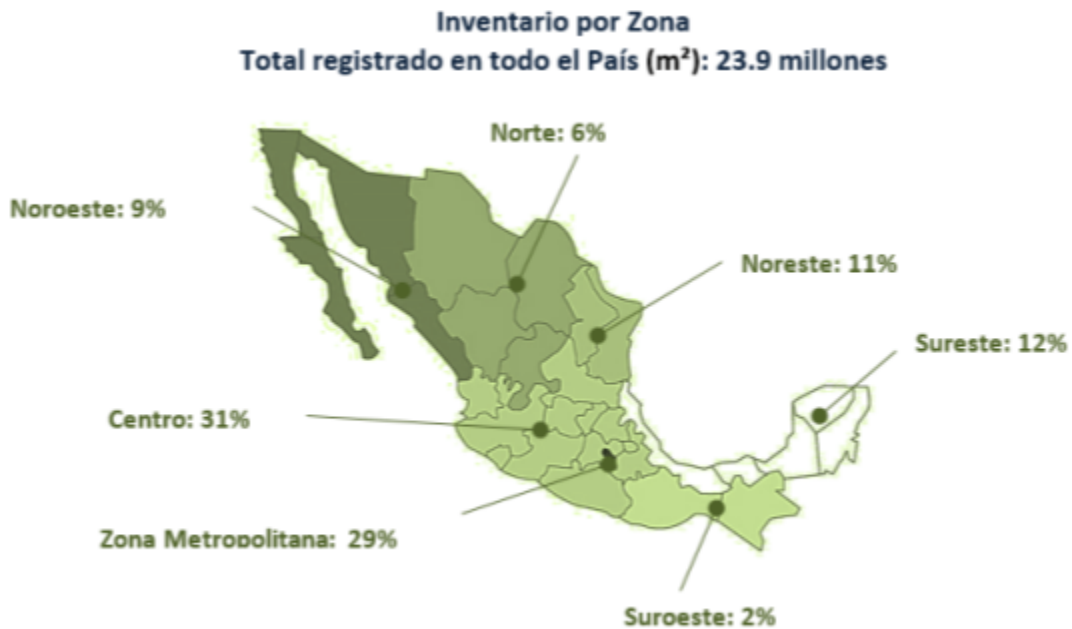 Inventario por Zona
Total registrado en todo el País (m²): 23.9 millones
Norte: 6%
Noroeste: 9%
Noreste: 11%
Sureste: 12%
Centro: 31%
Zona Metropolitana: 29%
Suroeste: 2%